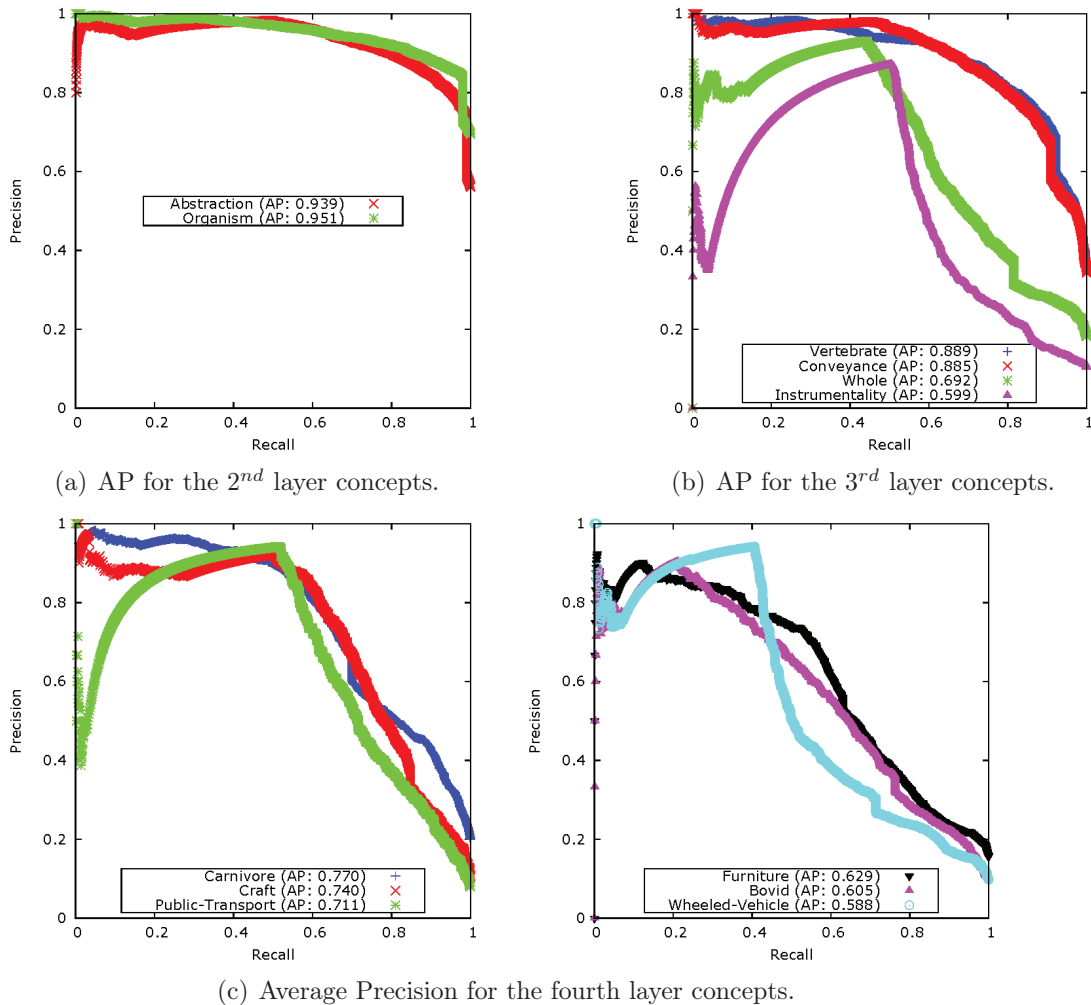 1
0.8
0.6
0.4
0.2
0
0 0.2 0.4 0.6 0.8 1
Precision
Recall
Abstraction (AP: 0.939)
Organism (AP: 0.951)
(a) AP for the 2nd layer concepts.
1
0.8
0.6
0.4
0.2
0
0 0.2 0.4 0.6 0.8 1
Precision
Recall
Vertebrate (AP: 0.889)
Conveyance (AP: 0.885)
Whole (AP: 0.692)
Instrumentality (AP: 0.599)
(b) AP for the 3rd layer concepts.
1
0.8
0.6
0.4
0.2
0
0 0.2 0.4 0.6 0.8 1
Precision
Recall
Carnivore (AP: 0.770)
Craft (AP: 0.740)
Public-Transport (AP: 0.711)
1
0.8
0.6
0.4
0.2
0
0 0.2 0.4 0.6 0.8 1
Precision
Recall
Furniture (AP: 0.629)
Bovid (AP: 0.605)
Wheeled-Vehicle (AP: 0.588)
(c) Average Precision for the fourth layer concepts.